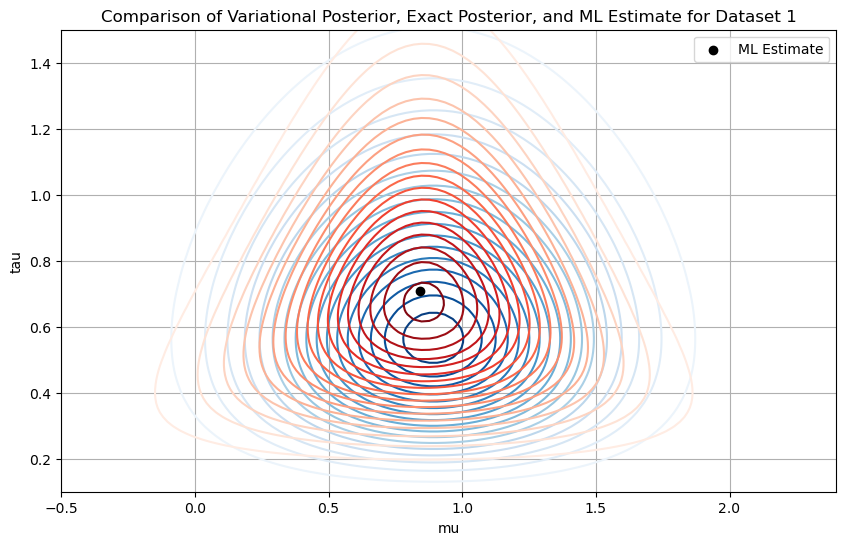 Comparison of Variational Posterior, Exact Posterior, and ML Estimate for Dataset 1
ML Estimate
1.4
1.2
1.0
0.8
0.6
0.4
0.2
tau
−0.5 0.0 0.5 1.0 1.5 2.0
mu